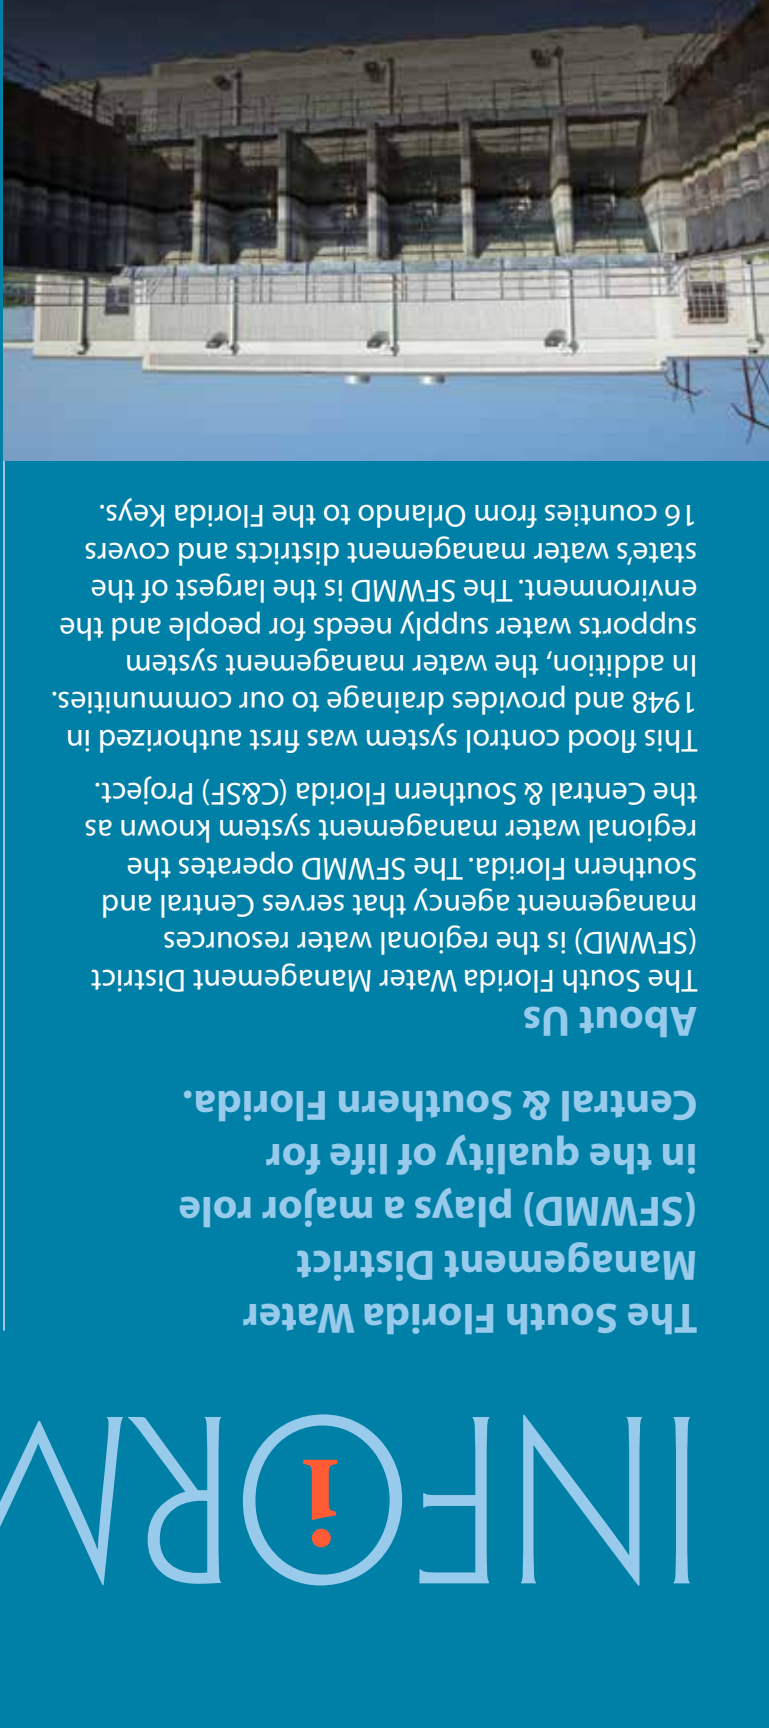 INFORM
i
The South Florida Water
Management District
(SFWMD) plays a major role
in the quality of life for
Central & Southern Florida.
About Us
The South Florida Water Management District
(SFWMD) is the regional water resources
management agency that serves Central and
Southern Florida. The SFWMD operates the
regional water management system known as
the Central & Southern Florida (C&SF) Project.
This flood control system was first authorized in
1948 and provides drainage to our communities.
In addition, the water management system
supports water supply needs for people and the
environment. The SFWMD is the largest of the
state's water management districts and covers
16 counties from Orlando to the Florida Keys.